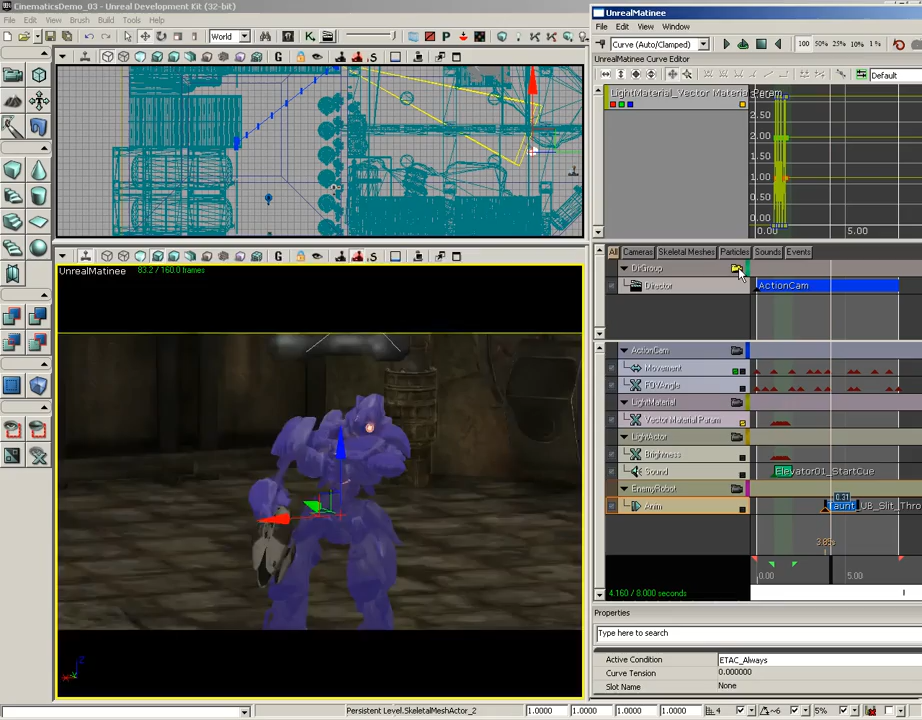 CinematicsDemo_03 - Unreal Development Kit (32-bit)
File Edit View Brush Build Tools Help
World
UnrealMatinee 83.2 / 160.0 frames
Persistent Level.SkeletalMeshActor_2
1.0000 1.0000 1.0000 1.0000 4 6 5%
UnrealMatinee
File Edit View Window
Curve (Auto/Clamped) 100 50% 25% 10% 1%
UnrealMatinee Curve Editor
Default
LightMaterial_Vector Material Param
2.50
2.00
1.50
1.00
0.50
0.00
0.00 5.00
All Cameras Skeletal Meshes Particles Sounds Events
DirGroup
Director ActionCam
ActionCam
Movement
FOVAngle
LightMaterial
Vector Material Param
LightActor
Brightness
Sound Elevator01_StartCue
EnemyRobot
0.31
Anim Taunt_UB_Slit_Thro
3.85s
0.00 5.00
4.160 / 8.000 seconds
Properties
Type here to search
Active Condition ETAC_Always
Curve Tension 0.000000
Slot Name None